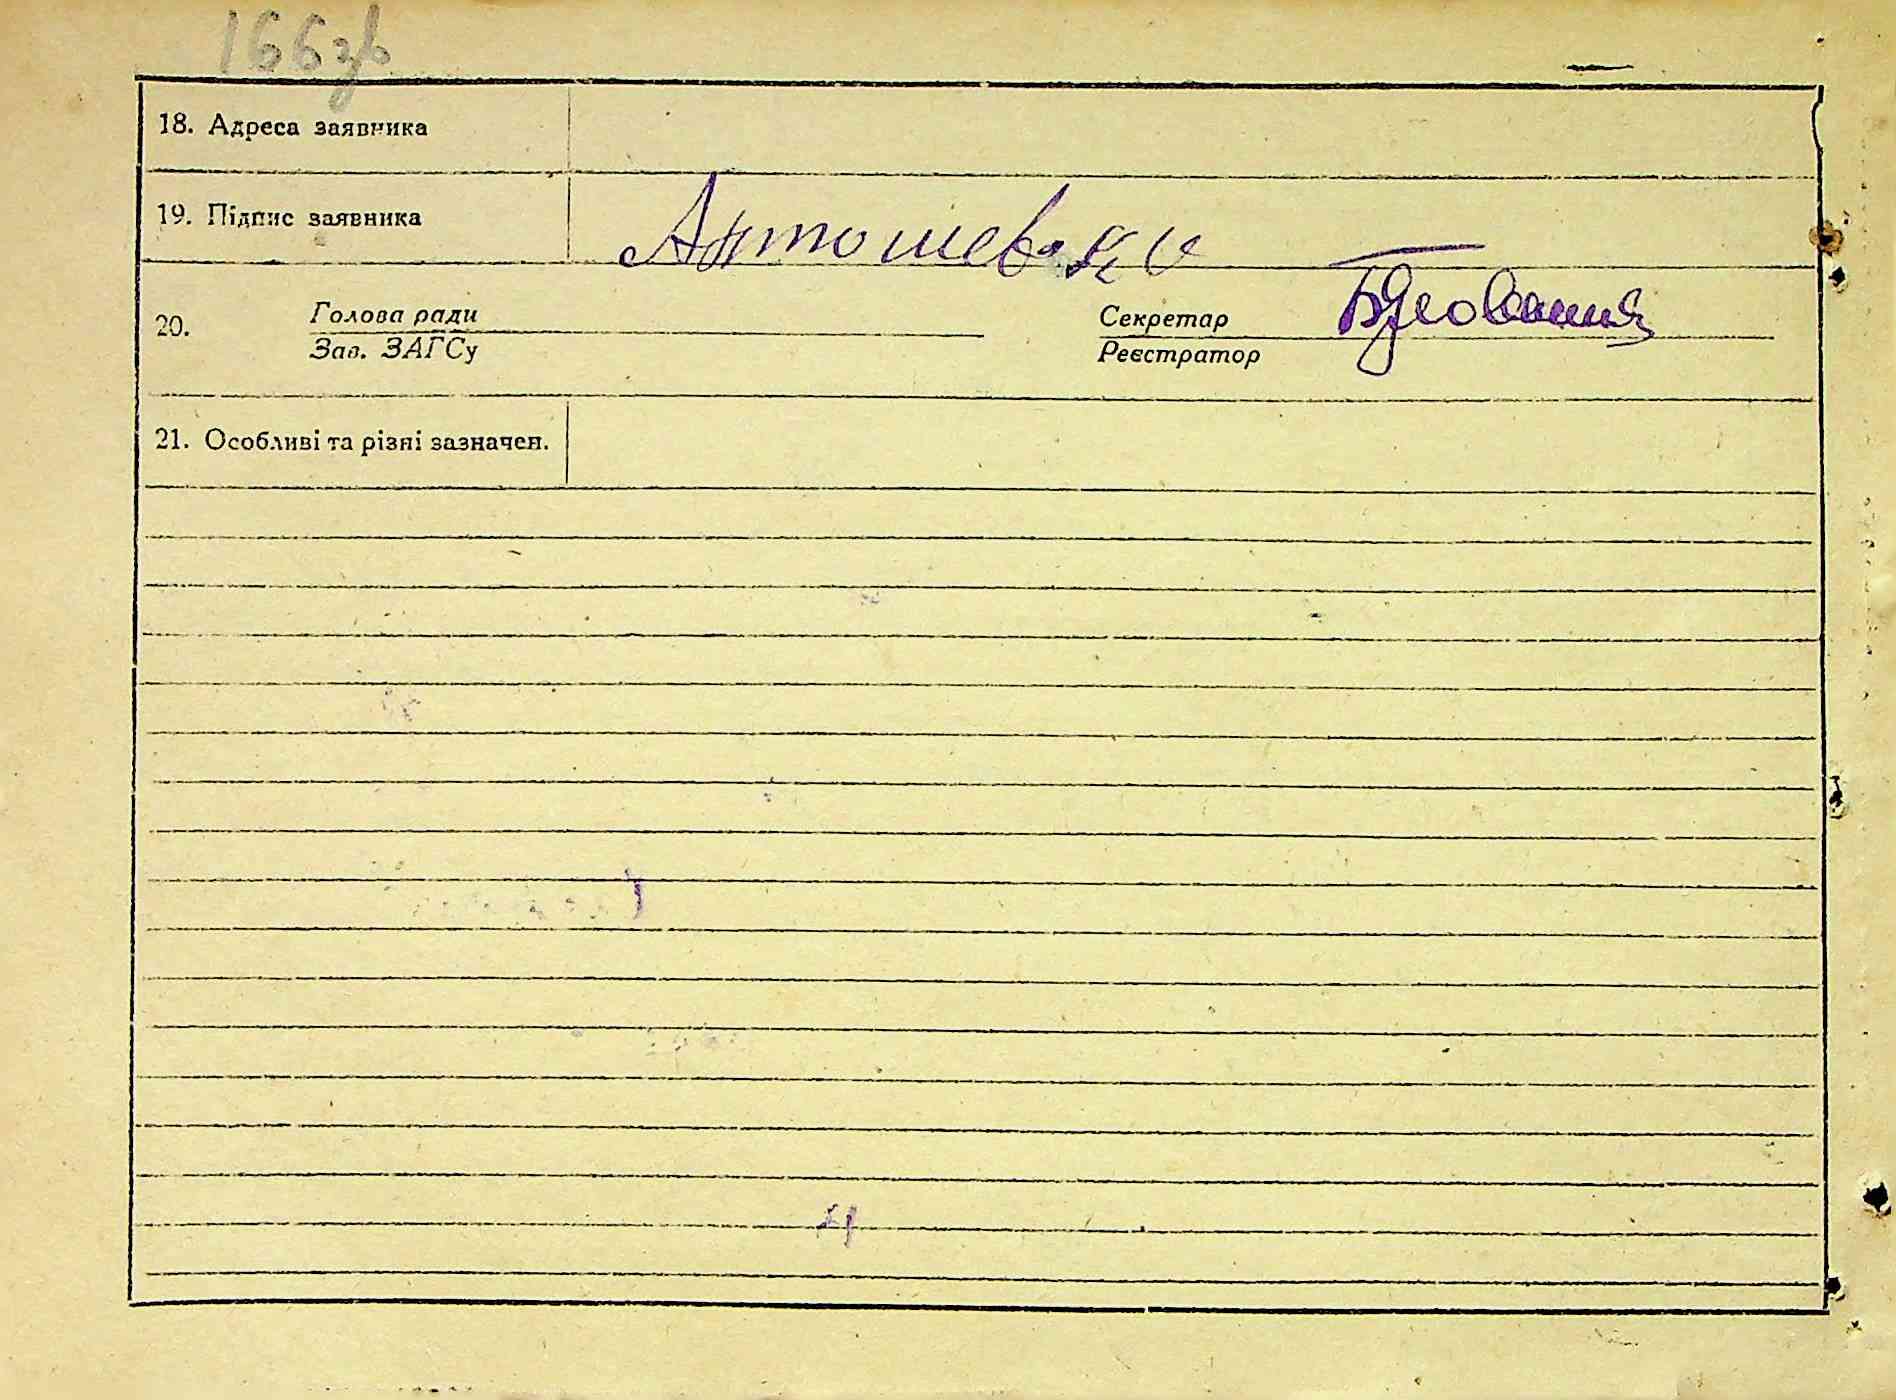 166зв
18. Адреса заявника
19. Підпис заявника
20. Голова ради Секретар
Зав. ЗАГСу Реєстратор
21. Особливі та різні зазначен.